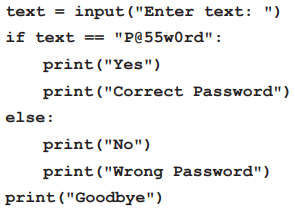 text = input("Enter text: ")
if text == "P@55w0rd":
    print("Yes")
    print("Correct Password")
else:
    print("No")
    print("Wrong Password")
print("Goodbye")